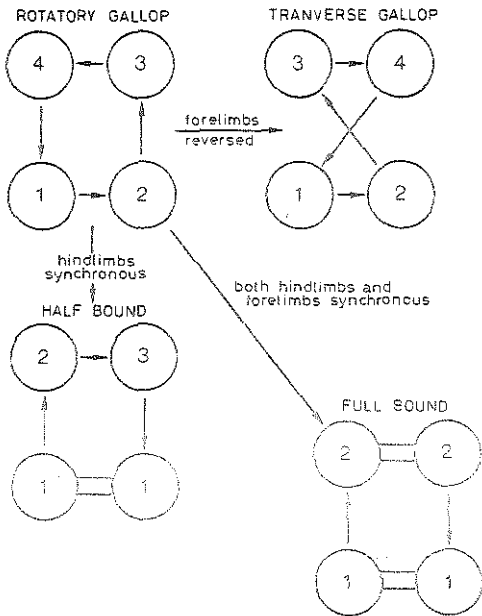 ROTATORY GALLOP
TRANVERSE GALLOP
4 3
3 4
forelimbs
reversed
1 2
1 2
hindlimbs
synchronous
both hindlimbs and
forelimbs synchronous
HALF BOUND
2 3
FULL BOUND
2 2
1 1
1 1